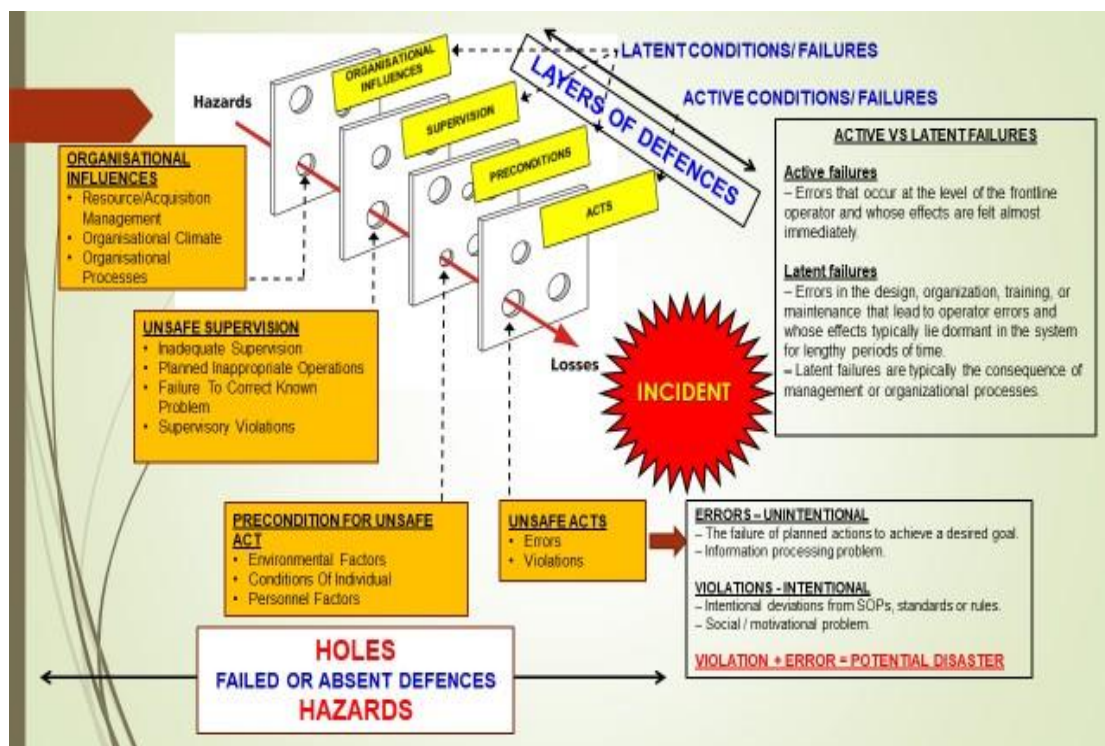 LATENT CONDITIONS/ FAILURES
ACTIVE CONDITIONS/ FAILURES
LAYERS OF DEFENCES
Hazards
ORGANISATIONAL
INFLUENCES
SUPERVISION
PRECONDITIONS
ACTS
Losses
INCIDENT
ORGANISATIONAL
INFLUENCES
• Resource/Acquisition
Management
• Organisational Climate
• Organisational
Processes
UNSAFE SUPERVISION
• Inadequate Supervision
• Planned Inappropriate Operations
• Failure To Correct Known
Problem
• Supervisory Violations
PRECONDITION FOR UNSAFE
ACT
• Environmental Factors
• Conditions Of Individual
• Personnel Factors
UNSAFE ACTS
• Errors
• Violations
ACTIVE VS LATENT FAILURES
Active failures
– Errors that occur at the level of the frontline
operator and whose effects are felt almost
immediately.
Latent failures
– Errors in the design, organization, training, or
maintenance that lead to operator errors and
whose effects typically lie dormant in the system
for lengthy periods of time.
– Latent failures are typically the consequence of
management or organizational processes.
ERRORS – UNINTENTIONAL
– The failure of planned actions to achieve a desired goal.
– Information processing problem.
VIOLATIONS - INTENTIONAL
– Intentional deviations from SOPs, standards or rules.
– Social / motivational problem.
VIOLATION + ERROR = POTENTIAL DISASTER
HOLES
FAILED OR ABSENT DEFENCES
HAZARDS